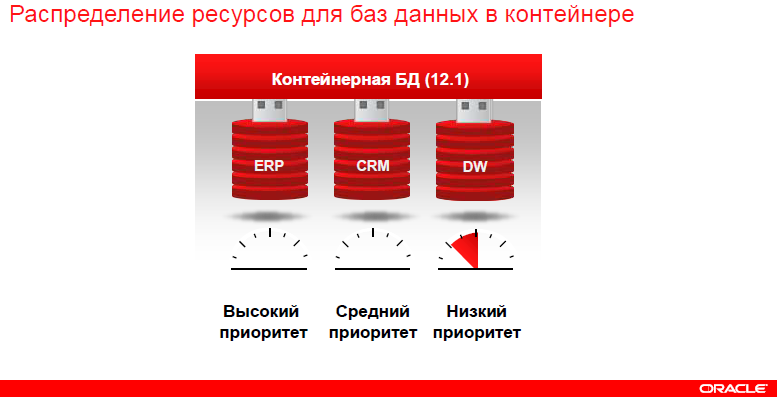 Распределение ресурсов для баз данных в контейнере
Контейнерная БД (12.1)
ERP
CRM
DW
Высокий
приоритет
Средний
приоритет
Низкий
приоритет
ORACLE